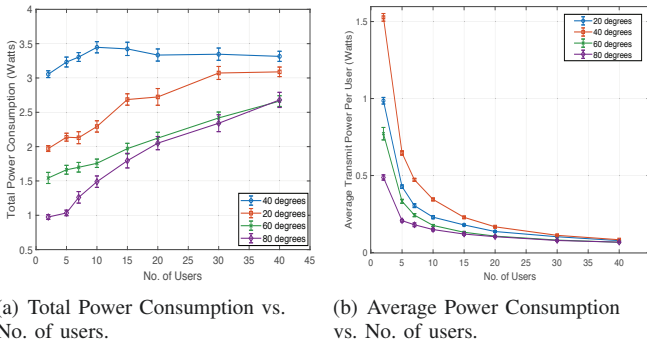 4
3.5
3
2.5
2
1.5
1
0.5
0 5 10 15 20 25 30 35 40 45
Total Power Consumption (Watts)
No. of Users
40 degrees
20 degrees
60 degrees
80 degrees
1.5
1
0.5
0
0 5 10 15 20 25 30 35 40
Average Transmit Power Per User (Watts)
No. of Users
20 degrees
40 degrees
60 degrees
80 degrees
(a) Total Power Consumption vs.
No. of users.
(b) Average Power Consumption
vs. No. of users.